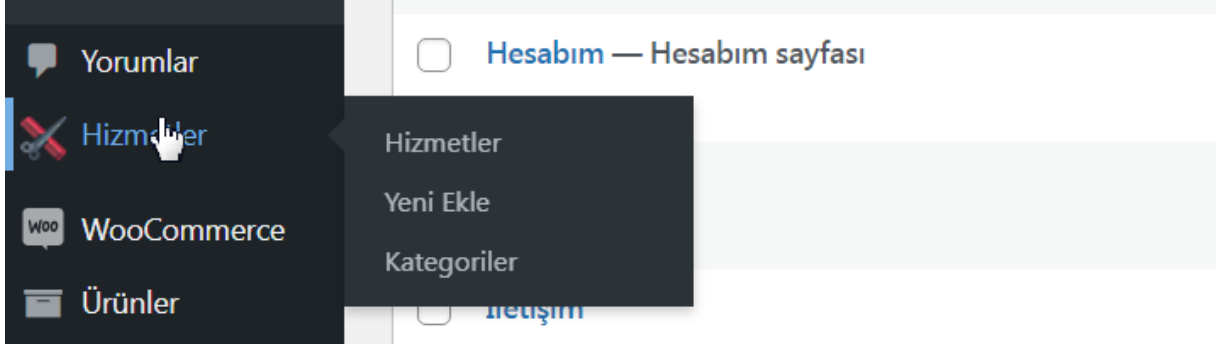 Yorumlar
Hizmetler
WooCommerce
Ürünler
Hizmetler
Yeni Ekle
Kategoriler
Hesabım — Hesabım sayfası
İletişim
Woo